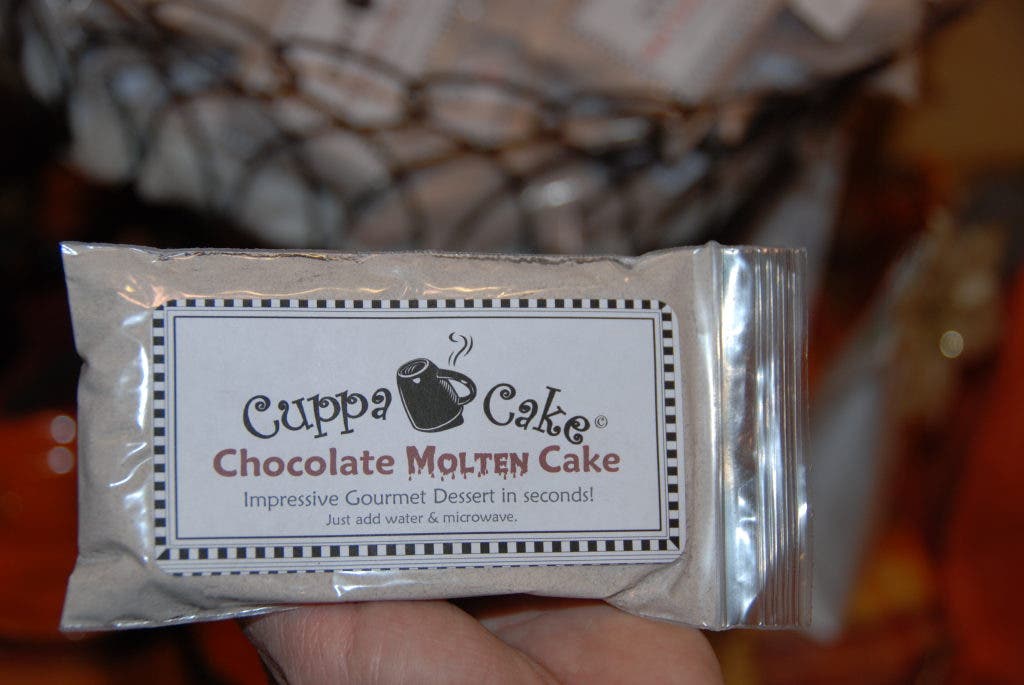 Cuppa Cake©
Chocolate MOLTEN Cake
Impressive Gourmet Dessert in seconds!
Just add water & microwave.